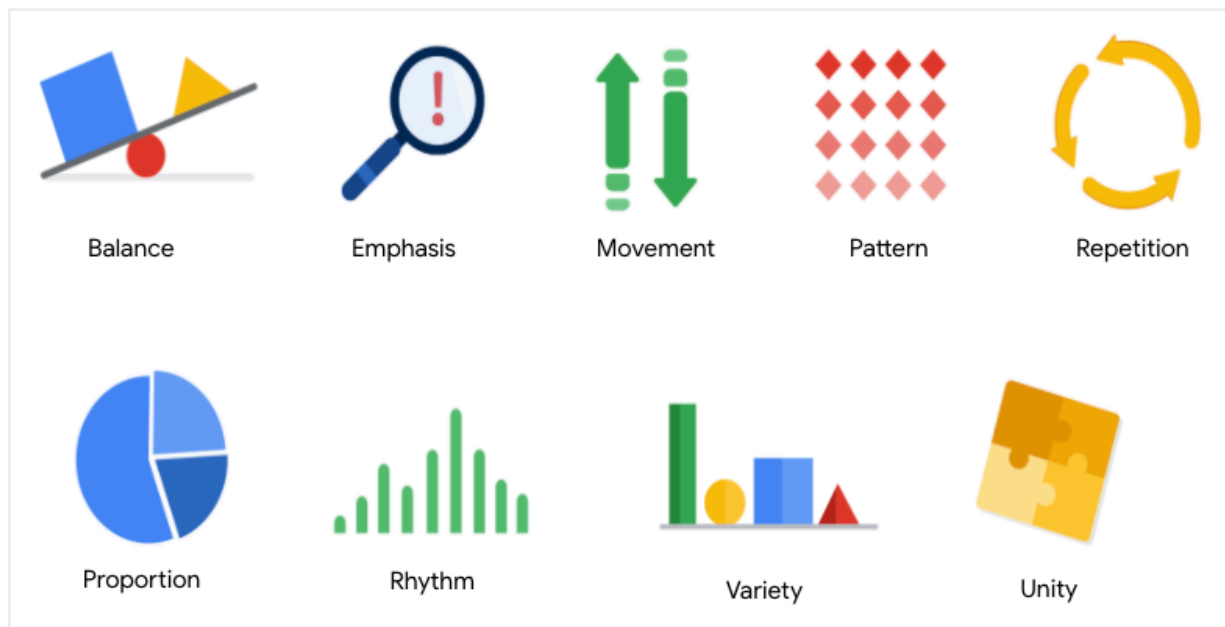 Balance
Emphasis
Movement
Pattern
Repetition
Proportion
Rhythm
Variety
Unity